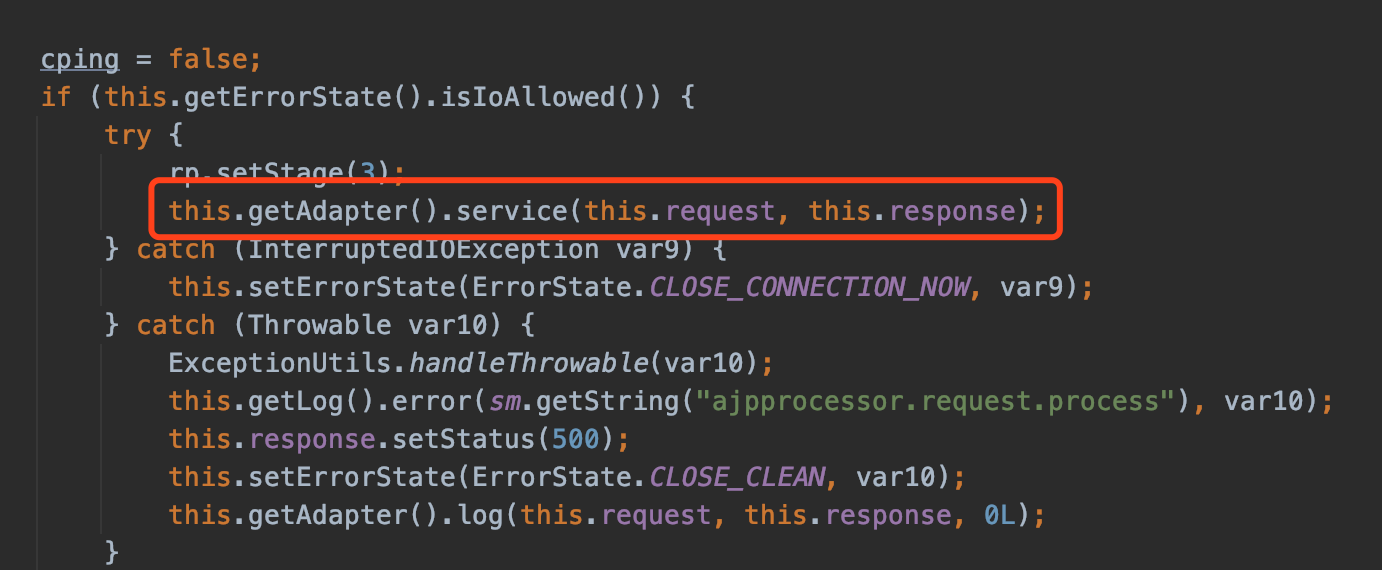 cping = false;
if (this.getErrorState().isIoAllowed()) {
try {
rp.setStage(3);
this.getAdapter().service(this.request, this.response);
} catch (InterruptedIOException var9) {
this.setErrorState(ErrorState.CLOSE_CONNECTION_NOW, var9);
} catch (Throwable var10) {
ExceptionUtils.handleThrowable(var10);
this.getLog().error(sm.getString("ajpprocessor.request.process"), var10);
this.response.setStatus(500);
this.setErrorState(ErrorState.CLOSE_CLEAN, var10);
this.getAdapter().log(this.request, this.response, 0L);
}